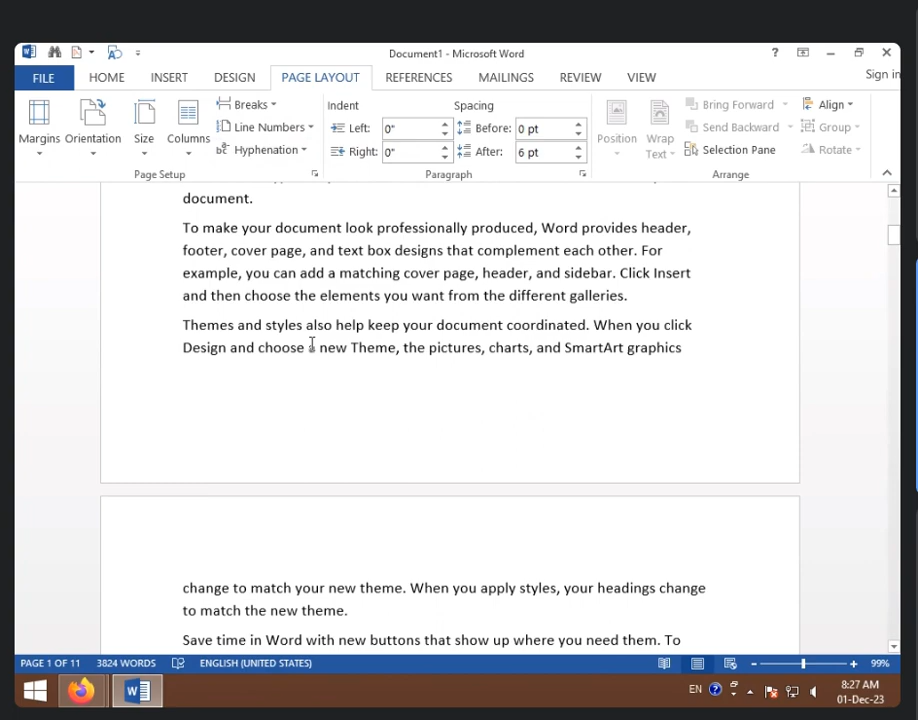 Document1 - Microsoft Word
?
Sign in
FILE HOME INSERT DESIGN PAGE LAYOUT REFERENCES MAILINGS REVIEW VIEW
Margins
Orientation
Size
Columns
Breaks
Line Numbers
Hyphenation
Page Setup
Indent
Left: 0"
Right: 0"
Spacing
Before: 0 pt
After: 6 pt
Paragraph
Position
Wrap
Text
Bring Forward
Send Backward
Selection Pane
Align
Group
Rotate
Arrange
document.
To make your document look professionally produced, Word provides header,
footer, cover page, and text box designs that complement each other. For
example, you can add a matching cover page, header, and sidebar. Click Insert
and then choose the elements you want from the different galleries.
Themes and styles also help keep your document coordinated. When you click
Design and choose a new Theme, the pictures, charts, and SmartArt graphics
change to match your new theme. When you apply styles, your headings change
to match the new theme.
Save time in Word with new buttons that show up where you need them. To
PAGE 1 OF 11 3824 WORDS ENGLISH (UNITED STATES) 99%
EN
8:27 AM
01-Dec-23